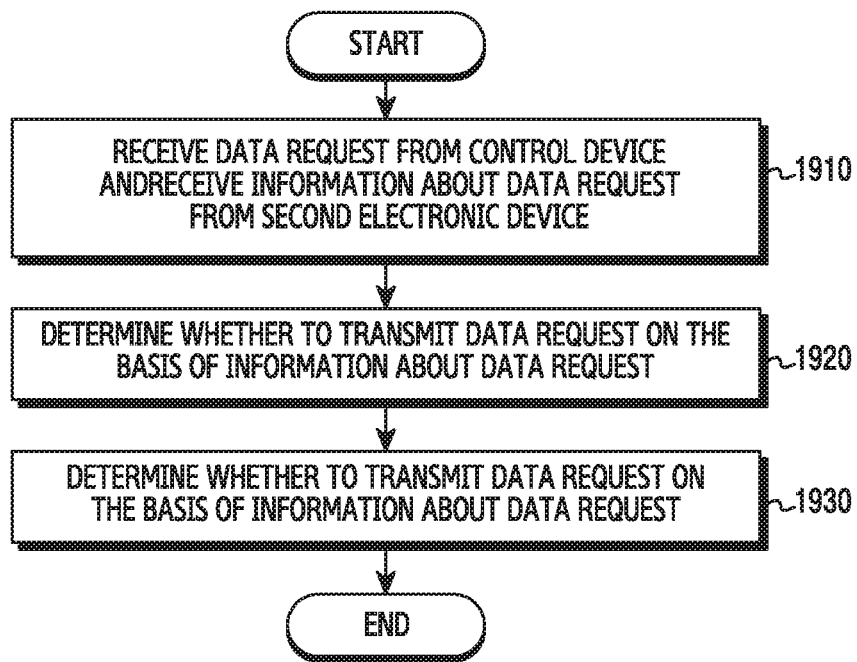 START
RECEIVE DATA REQUEST FROM CONTROL DEVICE
ANDRECEIVE INFORMATION ABOUT DATA REQUEST
FROM SECOND ELECTRONIC DEVICE
1910
DETERMINE WHETHER TO TRANSMIT DATA REQUEST ON THE
BASIS OF INFORMATION ABOUT DATA REQUEST
1920
DETERMINE WHETHER TO TRANSMIT DATA REQUEST ON
THE BASIS OF INFORMATION ABOUT DATA REQUEST
1930
END